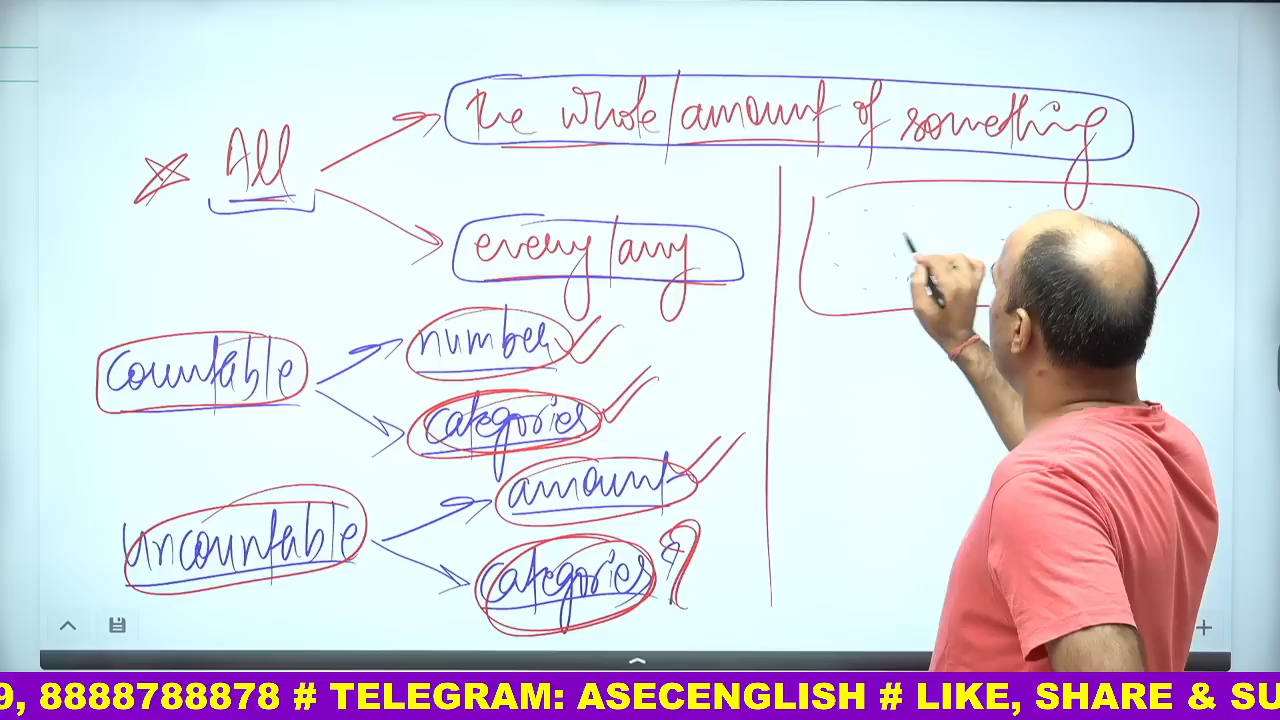 the whole/amount of something
All
every/any
countable
number
categories
uncountable
amount
categories ?
9, 8888788878 # TELEGRAM: ASECENGLISH # LIKE, SHARE & SU